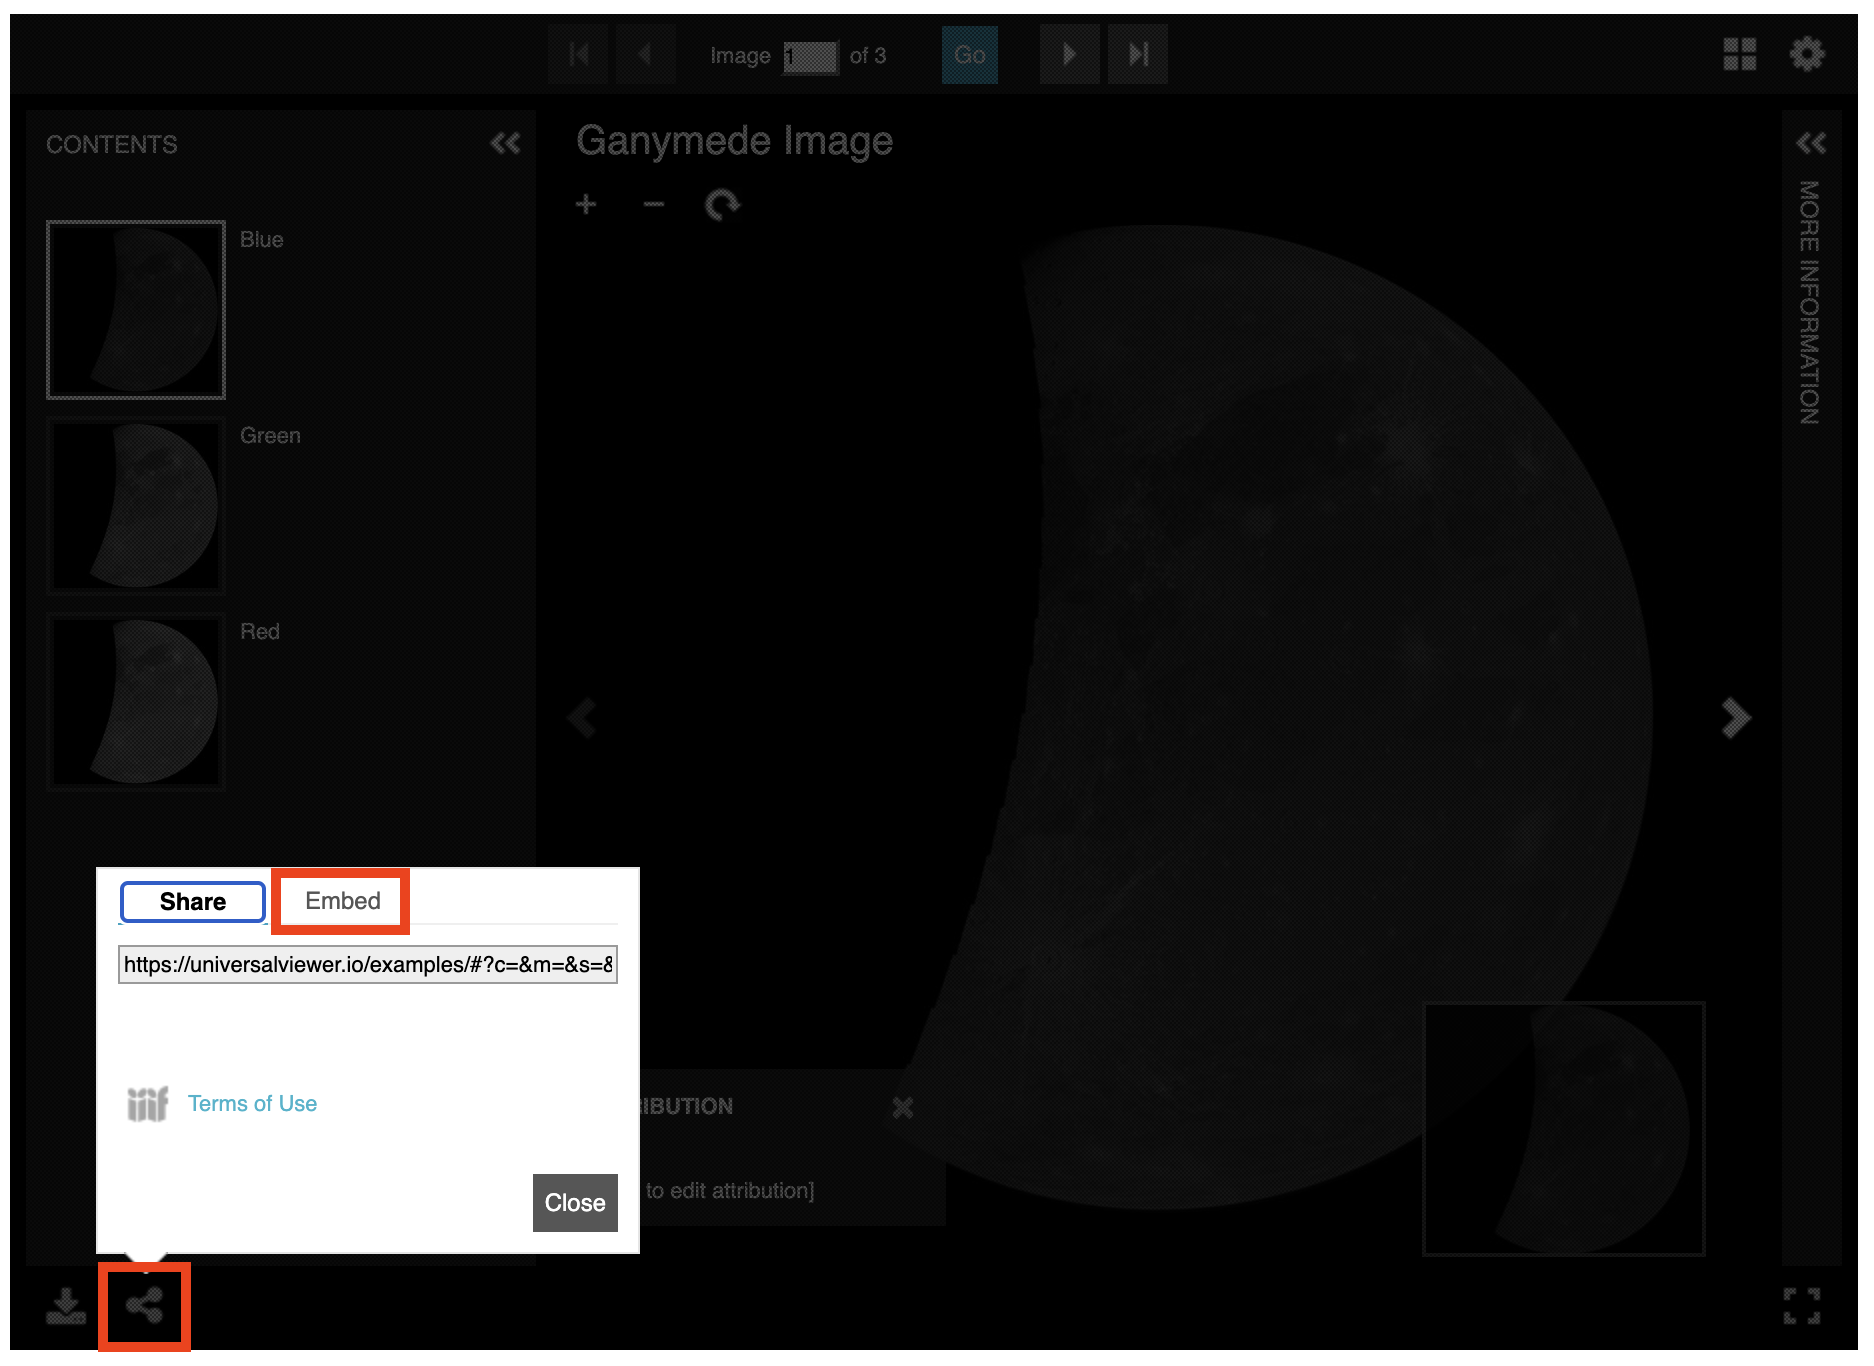 Image 1 of 3 Go
CONTENTS
Ganymede Image
MORE INFORMATION
Blue
Green
Red
Share Embed
https://universalviewer.io/examples/#?c=&m=&s=&
iiif Terms of Use
IBUTION
to edit attribution]
Close